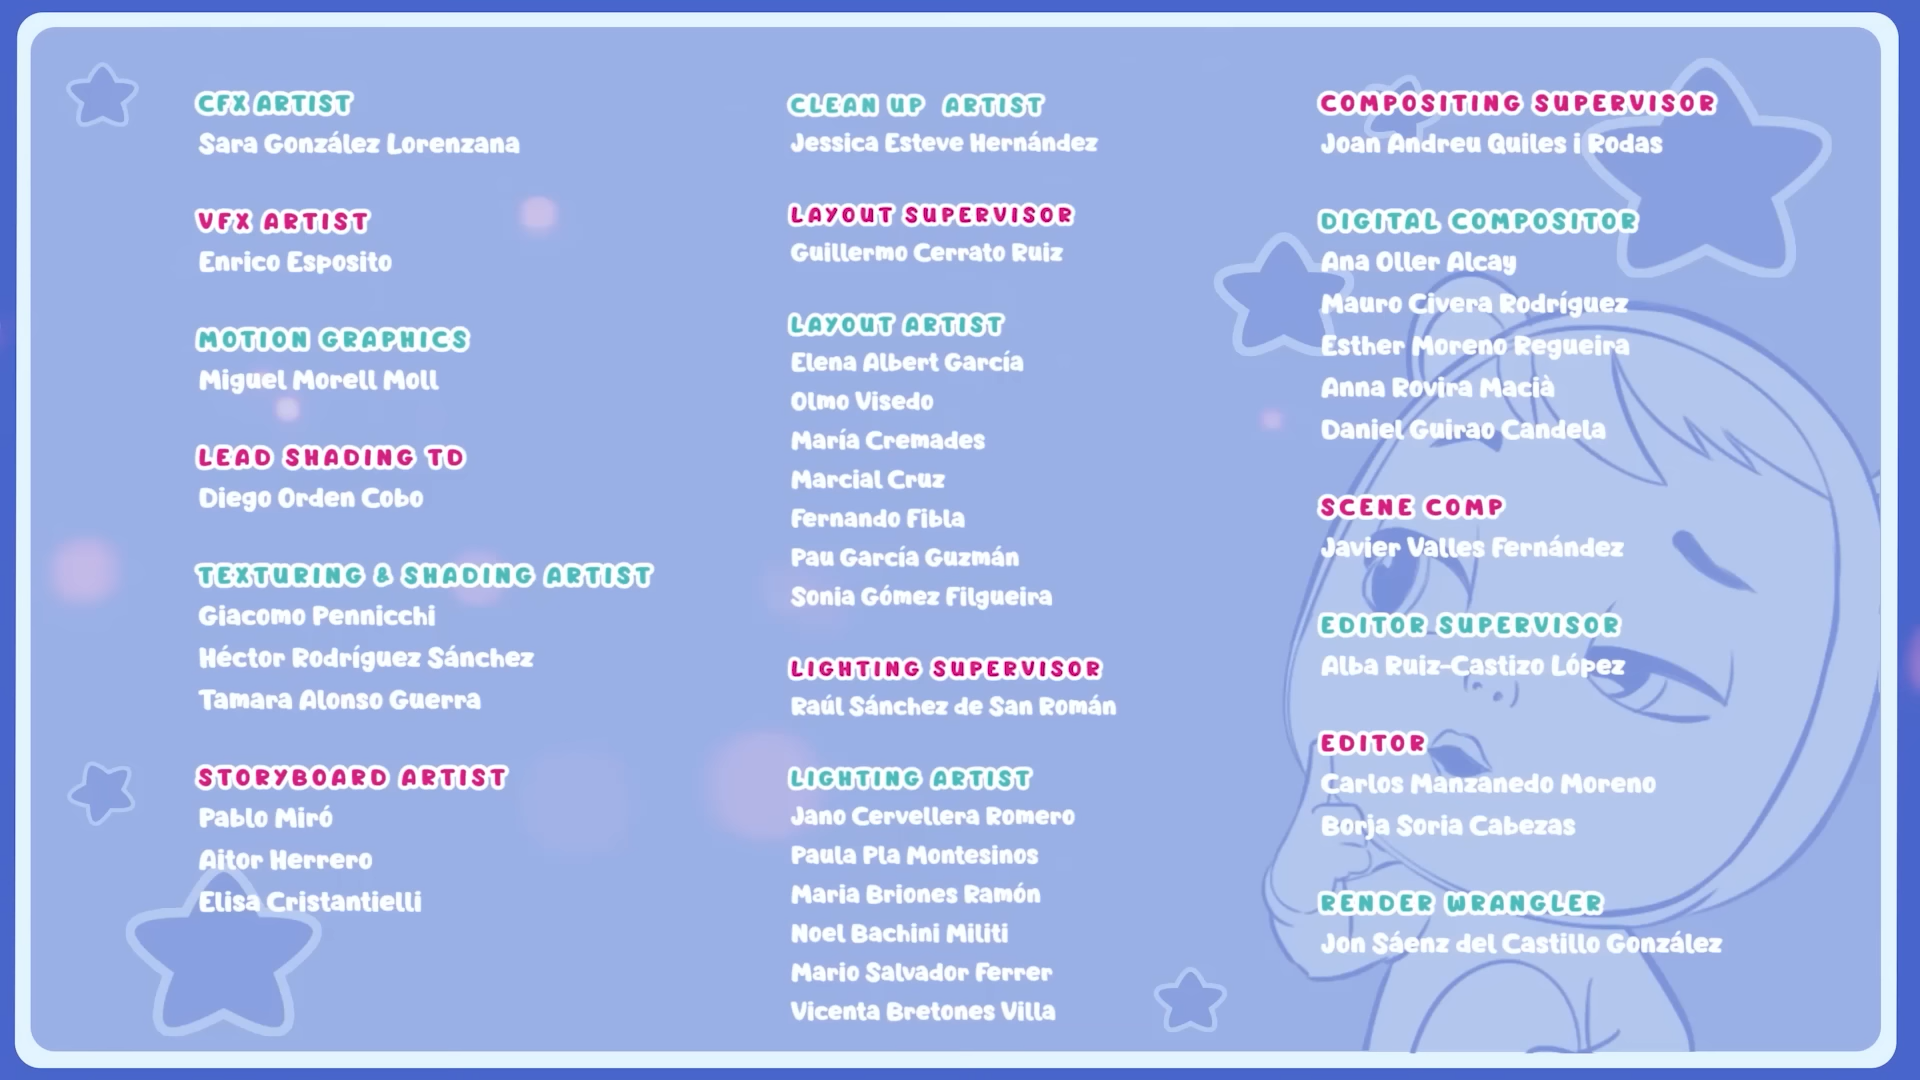 CFX ARTIST
Sara González Lorenzana
VFX ARTIST
Enrico Esposito
MOTION GRAPHICS
Miguel Morell Moll
LEAD SHADING TD
Diego Orden Cobo
TEXTURING & SHADING ARTIST
Giacomo Pennicchi
Héctor Rodríguez Sánchez
Tamara Alonso Guerra
STORYBOARD ARTIST
Pablo Miró
Aitor Herrero
Elisa Cristantielli
CLEAN UP ARTIST
Jessica Esteve Hernández
LAYOUT SUPERVISOR
Guillermo Cerrato Ruiz
LAYOUT ARTIST
Elena Albert García
Olmo Visedo
María Cremades
Marcial Cruz
Fernando Fibla
Pau García Guzmán
Sonia Gómez Filgueira
LIGHTING SUPERVISOR
Raúl Sánchez de San Román
LIGHTING ARTIST
Jano Cervellera Romero
Paula Pla Montesinos
Maria Briones Ramón
Noel Bachini Militi
Mario Salvador Ferrer
Vicenta Bretones Villa
COMPOSITING SUPERVISOR
Joan Andreu Quiles i Rodas
DIGITAL COMPOSITOR
Ana Oller Alcay
Mauro Civera Rodríguez
Esther Moreno Regueira
Anna Rovira Macià
Daniel Guirao Candela
SCENE COMP
Javier Valles Fernández
EDITOR SUPERVISOR
Alba Ruiz-Castizo López
EDITOR
Carlos Manzanedo Moreno
Borja Soria Cabezas
RENDER WRANGLER
Jon Sáenz del Castillo González